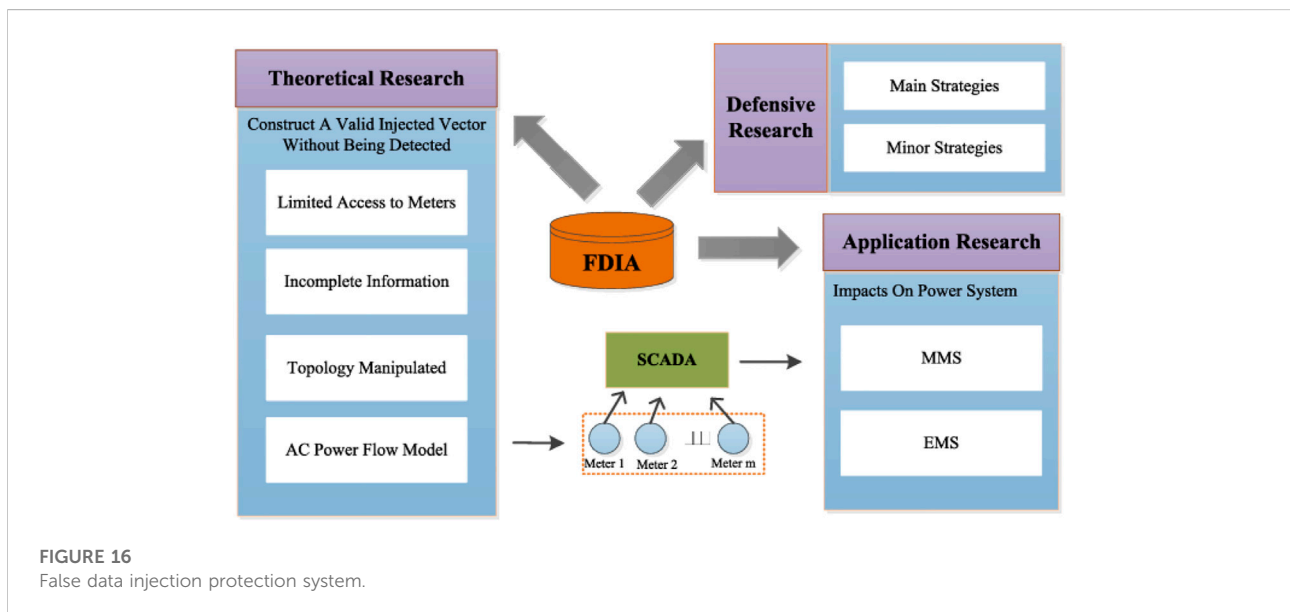 Theoretical Research
Construct A Valid Injected Vector
Without Being Detected
Limited Access to Meters
Incomplete Information
Topology Manipulated
AC Power Flow Model
Defensive
Research
Main Strategies
Minor Strategies
FDIA
Application Research
Impacts On Power System
MMS
EMS
SCADA
Meter 1
Meter 2
Meter m
FIGURE 16
False data injection protection system.